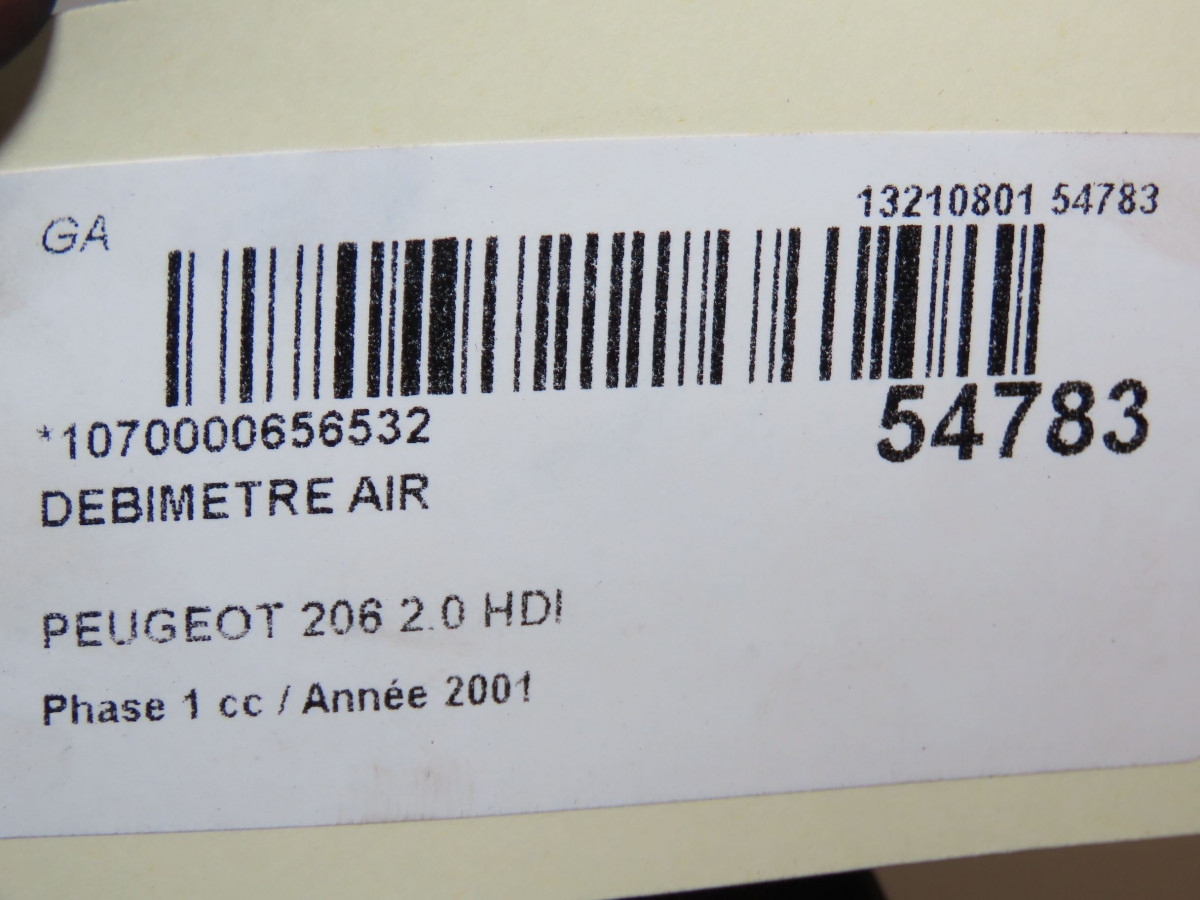 GA
13210801 54783
*1070000656532
54783
DEBIMETRE AIR
PEUGEOT 206 2.0 HDI
Phase 1 cc / Année 2001